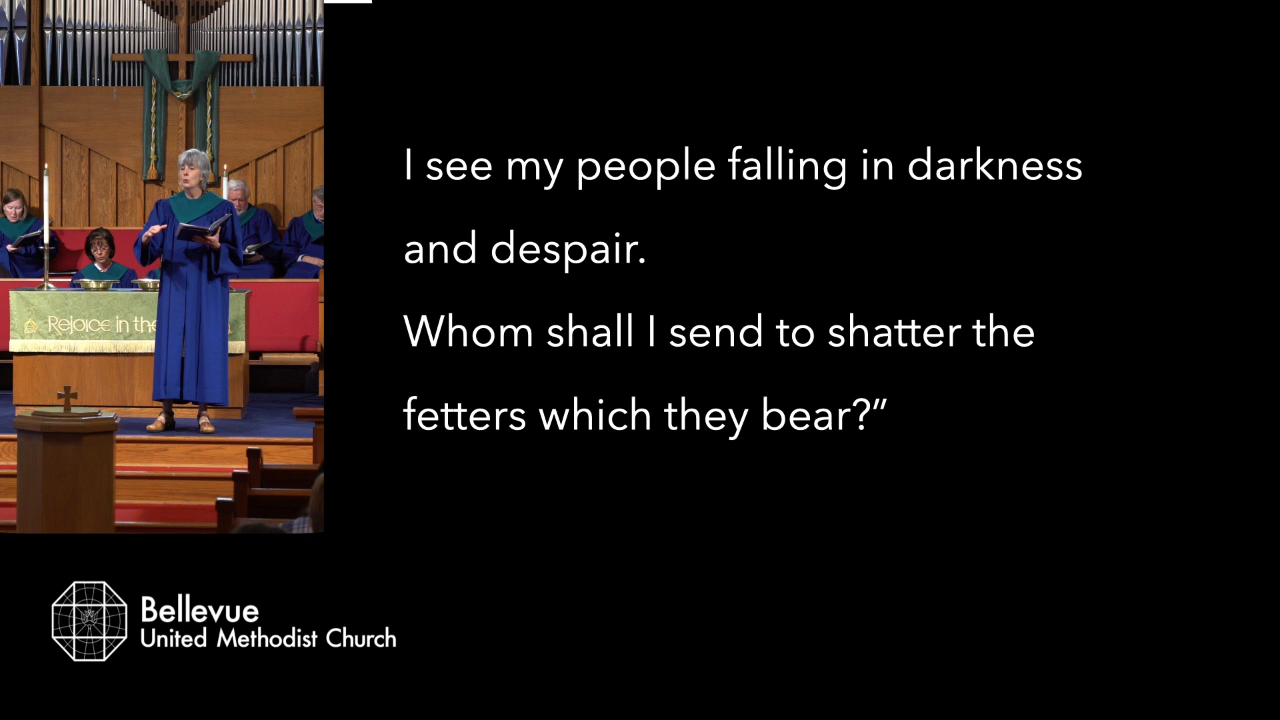 I see my people falling in darkness
and despair.
Whom shall I send to shatter the
fetters which they bear?”
Rejoice in the
Bellevue
United Methodist Church